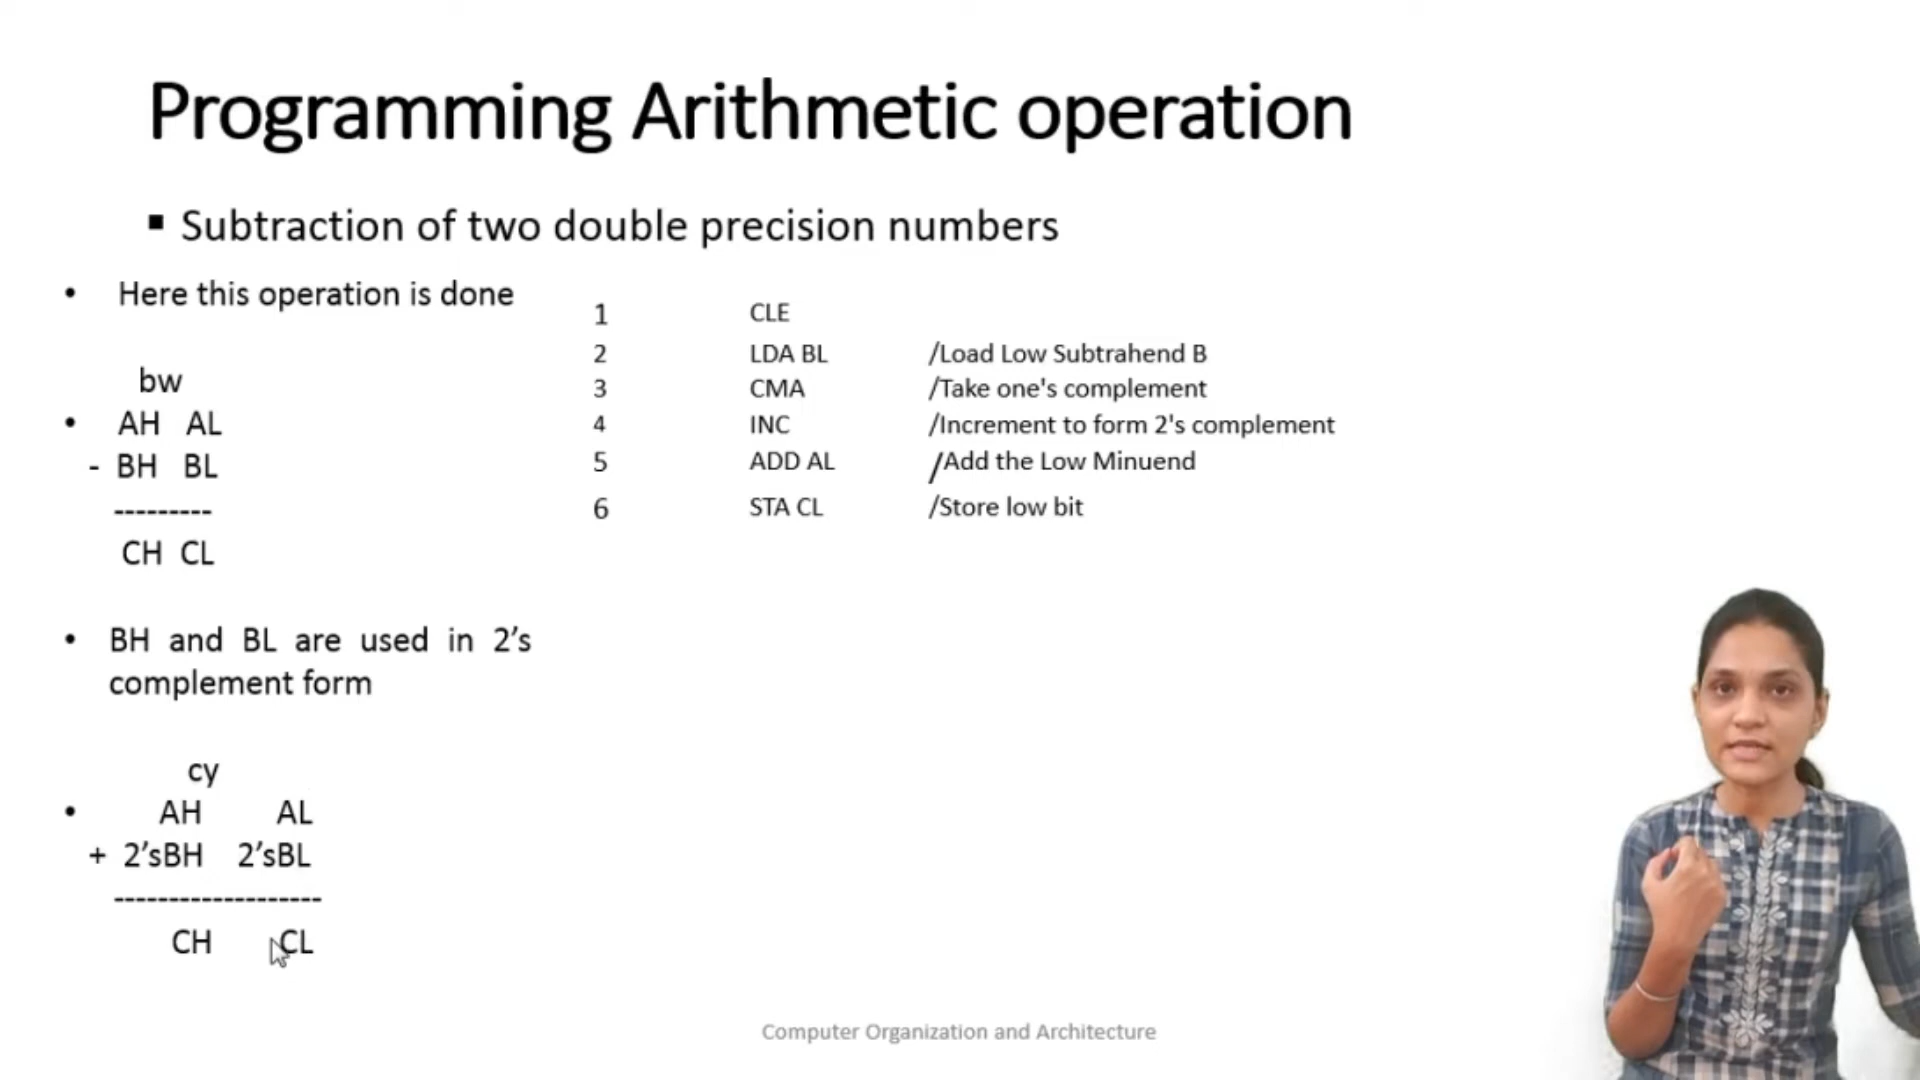 Programming Arithmetic operation
▪ Subtraction of two double precision numbers
• Here this operation is done
bw
• AH AL
- BH BL
---------
CH CL
• BH and BL are used in 2’s
complement form
cy
• AH AL
+ 2’sBH 2’sBL
-------------------
CH CL
1 CLE
2 LDA BL /Load Low Subtrahend B
3 CMA /Take one's complement
4 INC /Increment to form 2's complement
5 ADD AL /Add the Low Minuend
6 STA CL /Store low bit
Computer Organization and Architecture